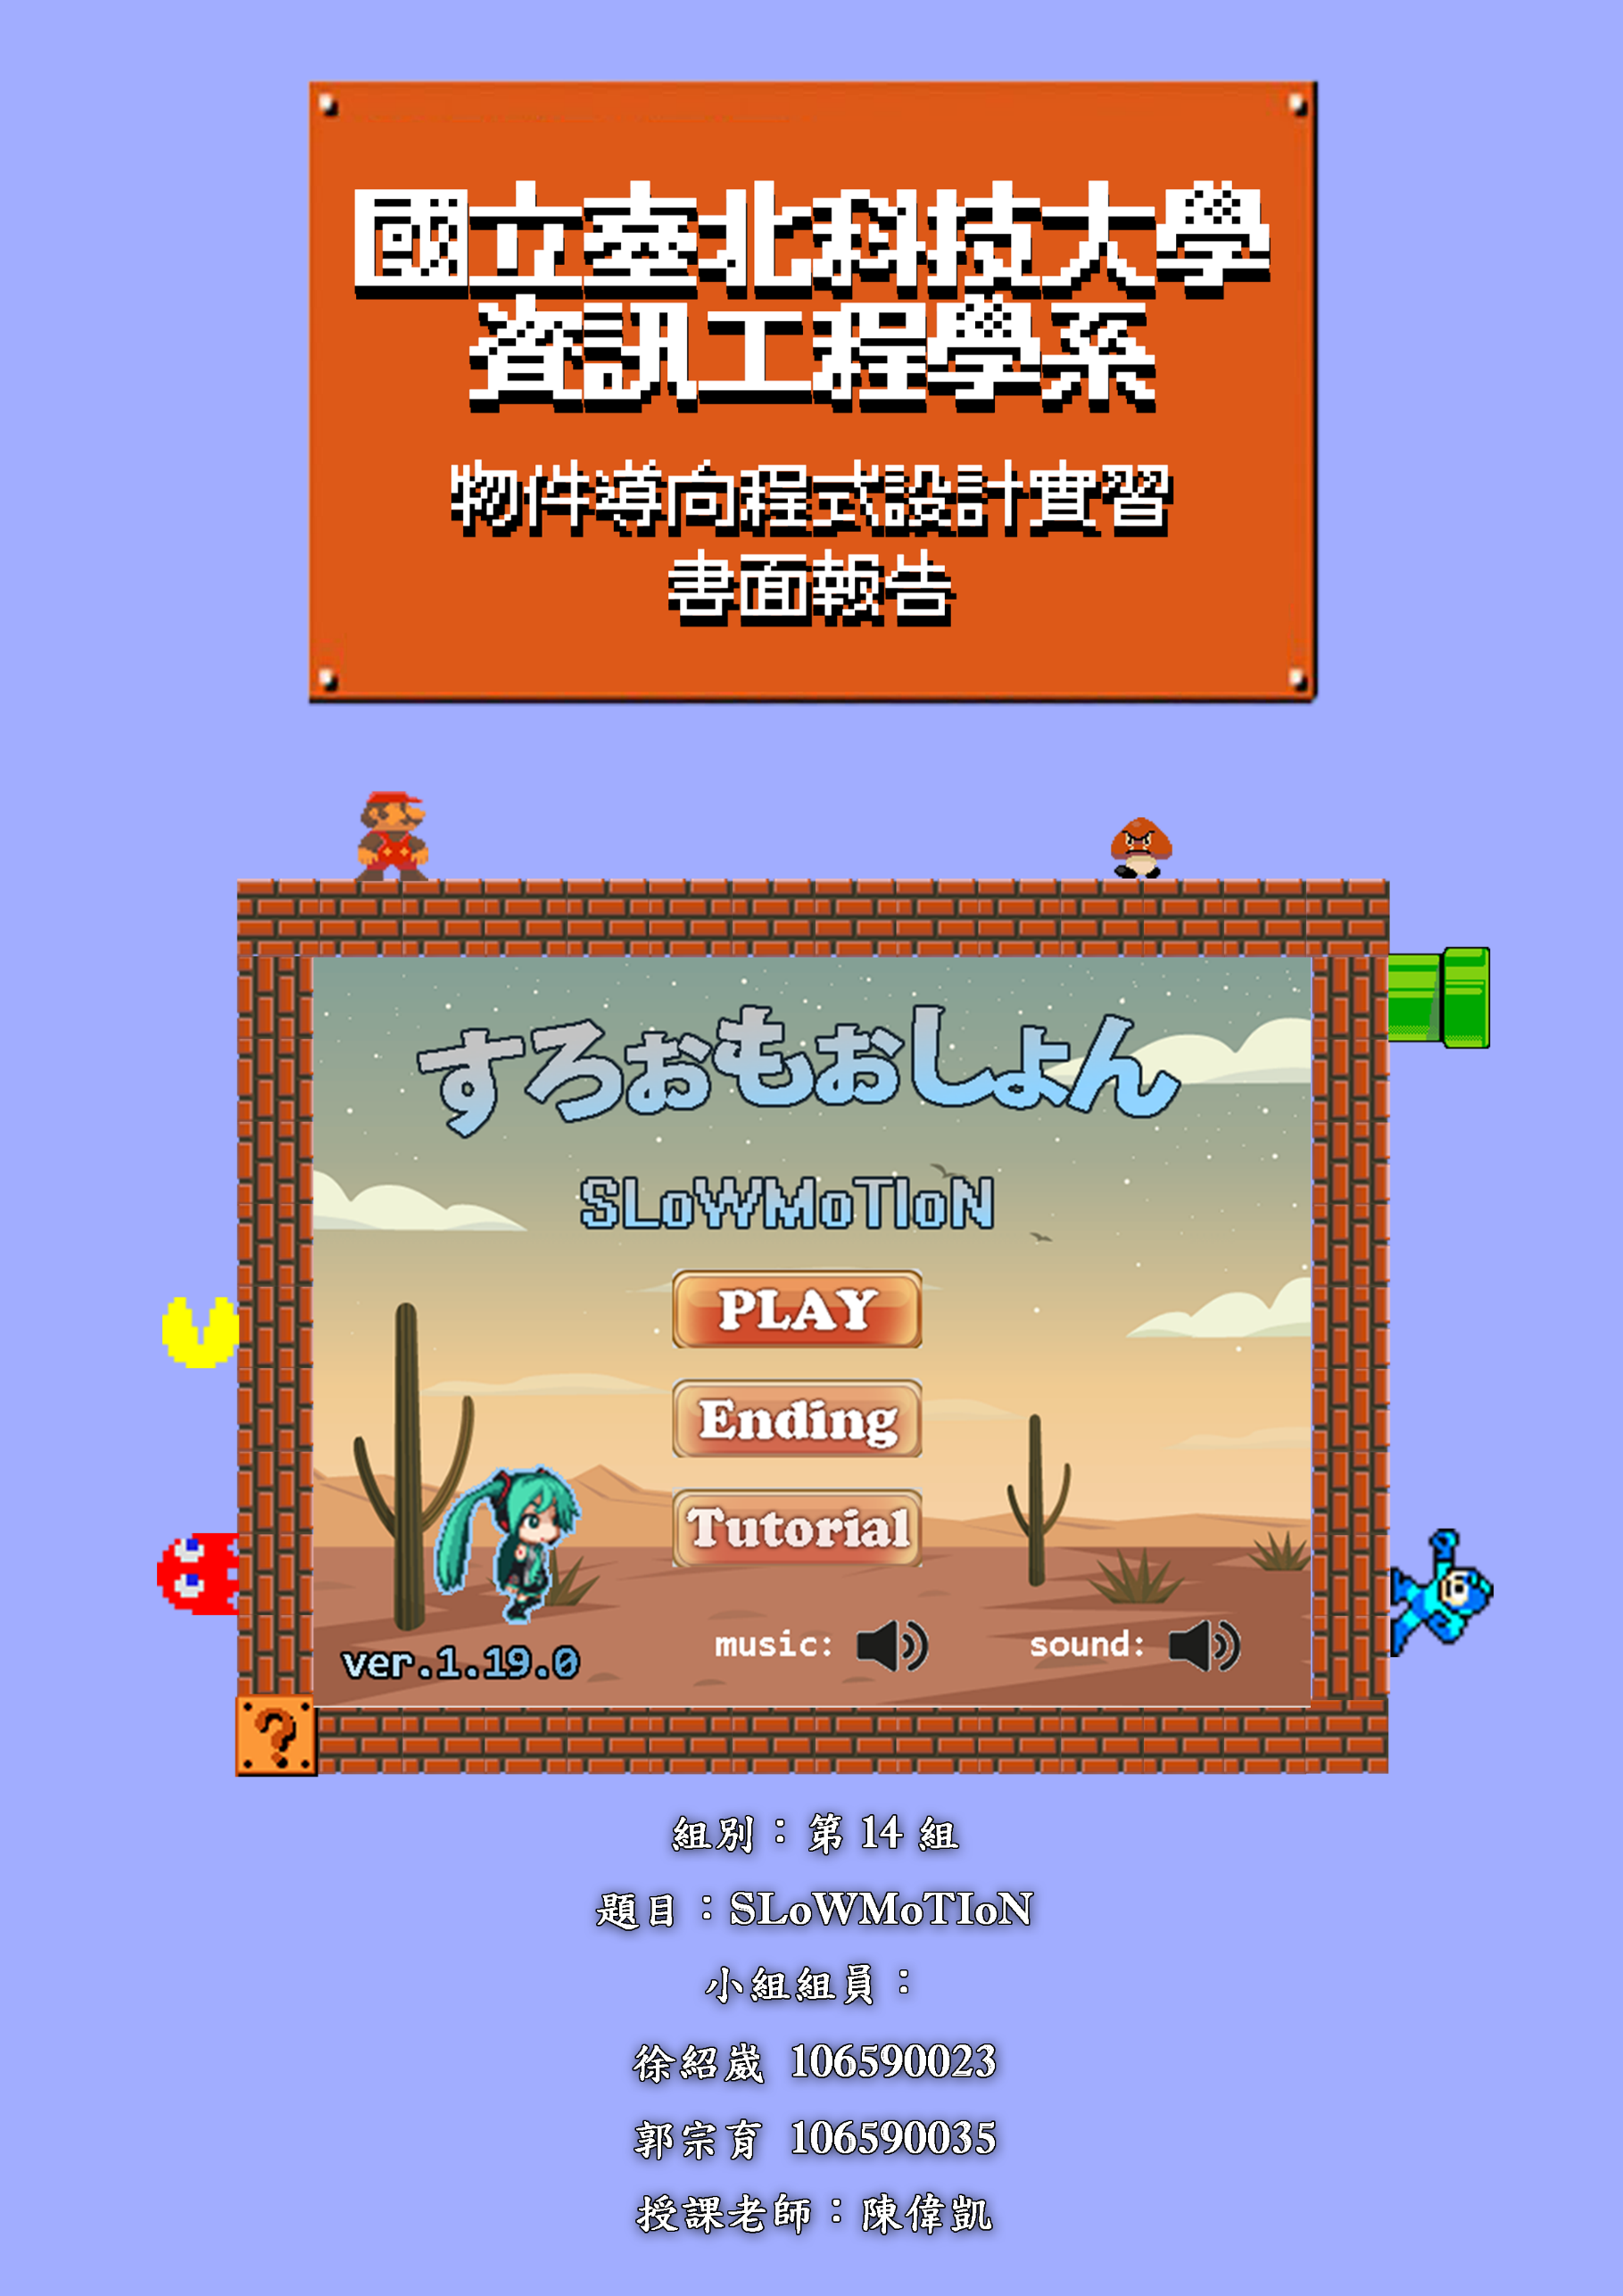 國立臺北科技大學
資訊工程學系
物件導向程式設計實習
書面報告
すろぉもおしょん
SLoWMoTIoN
PLAY
Ending
Tutorial
music:
sound:
ver.1.19.0
?
組別：第 14 組
題目：SLoWMoTIoN
小組組員：
徐紹崴 106590023
郭宗育 106590035
授課老師：陳偉凱